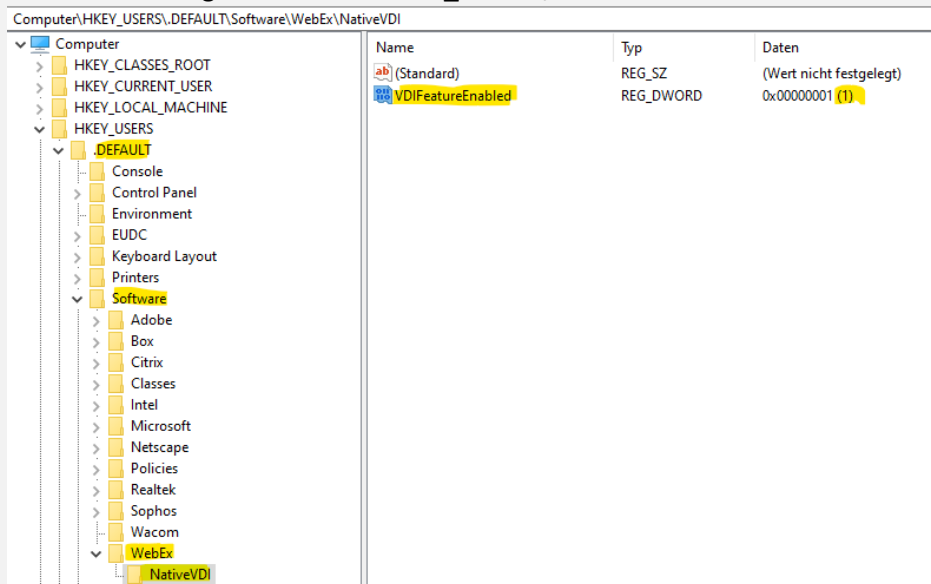 Computer\HKEY_USERS\.DEFAULT\Software\WebEx\NativeVDI
Computer
HKEY_CLASSES_ROOT
HKEY_CURRENT_USER
HKEY_LOCAL_MACHINE
HKEY_USERS
.DEFAULT
Console
Control Panel
Environment
EUDC
Keyboard Layout
Printers
Software
Adobe
Box
Citrix
Classes
Intel
Microsoft
Netscape
Policies
Realtek
Sophos
Wacom
WebEx
NativeVDI
Name Typ Daten
ab (Standard) REG_SZ (Wert nicht festgelegt)
VDIFeatureEnabled REG_DWORD 0x00000001 (1)